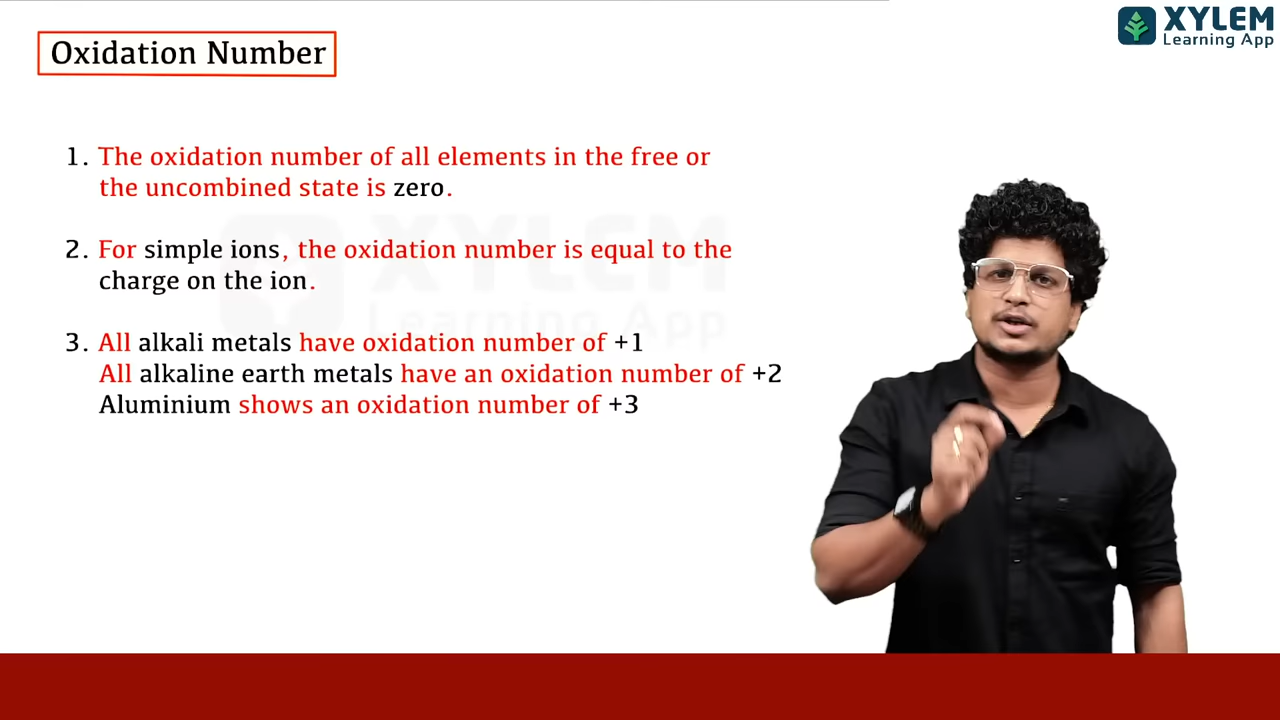 XYLEM
Learning App
Oxidation Number
1. The oxidation number of all elements in the free or
the uncombined state is zero.
2. For simple ions, the oxidation number is equal to the
charge on the ion.
3. All alkali metals have oxidation number of +1
All alkaline earth metals have an oxidation number of +2
Aluminium shows an oxidation number of +3
XYLEM
Learning App